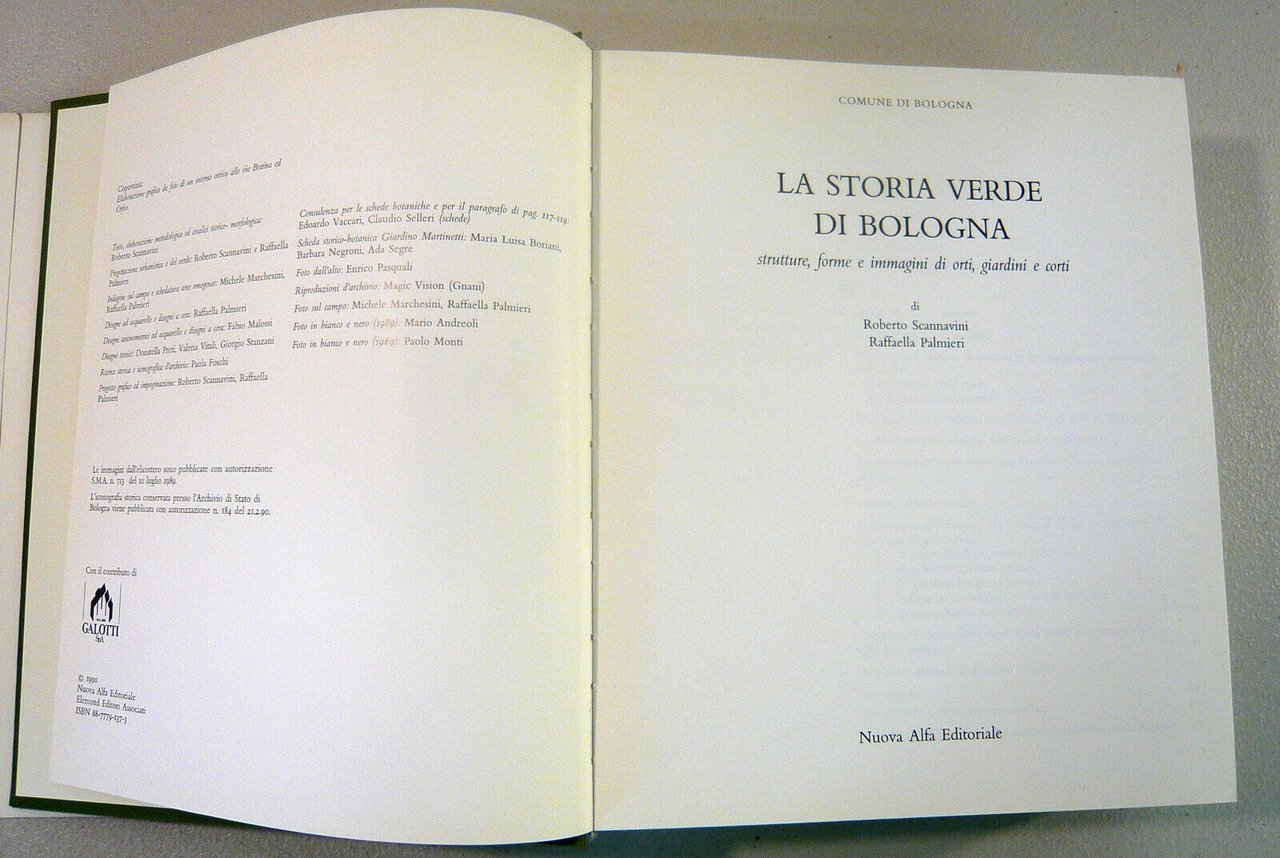 Copertina:
Elaborazione grafica da foto di un interno ortivo alle vie Broina ed
Orfeo.
Testo, elaborazione metodologica ed analisi storico- morfologica:
Roberto Scannavini
Progettazione urbanistica e del verde: Roberto Scannavini e Raffaella
Palmieri
Indagine sul campo e schedatura aree omogenee: Michele Marchesini,
Raffaella Palmieri
Disegni ad acquarello e disegni a cera: Raffaella Palmieri
Disegni assonometrici ad acquarello e disegni a cera: Fabio Malossi
Disegni tecnici: Donatella Preti, Valeria Vitali, Giorgio Stanzani
Ricerca storica e iconografica d'archivio: Paola Foschi
Progetto grafico ed impaginazione: Roberto Scannavini, Raffaella
Palmieri
Consulenza per le schede botaniche e per il paragrafo di pag. 117-119:
Edoardo Vaccari, Claudio Selleri (schede)
Scheda storico-botanica Giardino Martinetti: Maria Luisa Boriani,
Barbara Negroni, Ada Segre
Foto dall'alto: Enrico Pasquali
Riproduzioni d'archivio: Magic Vision (Gnani)
Foto sul campo: Michele Marchesini, Raffaella Palmieri
Foto in bianco e nero (1989): Mario Andreoli
Foto in bianco e nero (1969): Paolo Monti
Le immagini dall'elicottero sono pubblicate con autorizzazione
S.M.A. n. 713 del 10 luglio 1989.
L'iconografia storica conservata presso l'Archivio di Stato di
Bologna viene pubblicata con autorizzazione n. 184 del 21.2.90.
Con il contributo di
GALOTTI
SpA
© 1990
Nuova Alfa Editoriale
Elemond Editori Associati
ISBN 88-7779-137-3
COMUNE DI BOLOGNA
LA STORIA VERDE
DI BOLOGNA
strutture, forme e immagini di orti, giardini e corti
di
Roberto Scannavini
Raffaella Palmieri
Nuova Alfa Editoriale